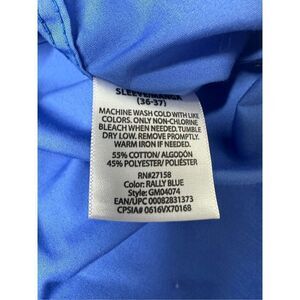 SLEEVE/MANGA
(36-37)
MACHINE WASH COLD WITH LIKE
COLORS. ONLY NON-CHLORINE
BLEACH WHEN NEEDED. TUMBLE
DRY LOW. REMOVE PROMPTLY.
WARM IRON IF NEEDED.
55% COTTON/ ALGODÓN
45% POLYESTER/ POLIÉSTER
RN#27158
Color: RALLY BLUE
Style: GM04074
EAN/UPC 00082831373
CPSIA# 0616VX70168